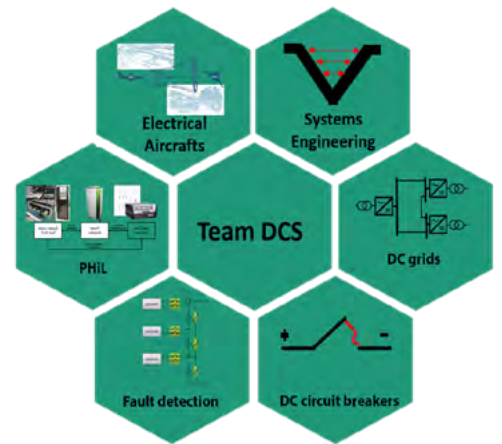 Electrical
Aircrafts
Systems
Engineering
PHiL
Team DCS
DC grids
Fault detection
+
-
DC circuit breakers